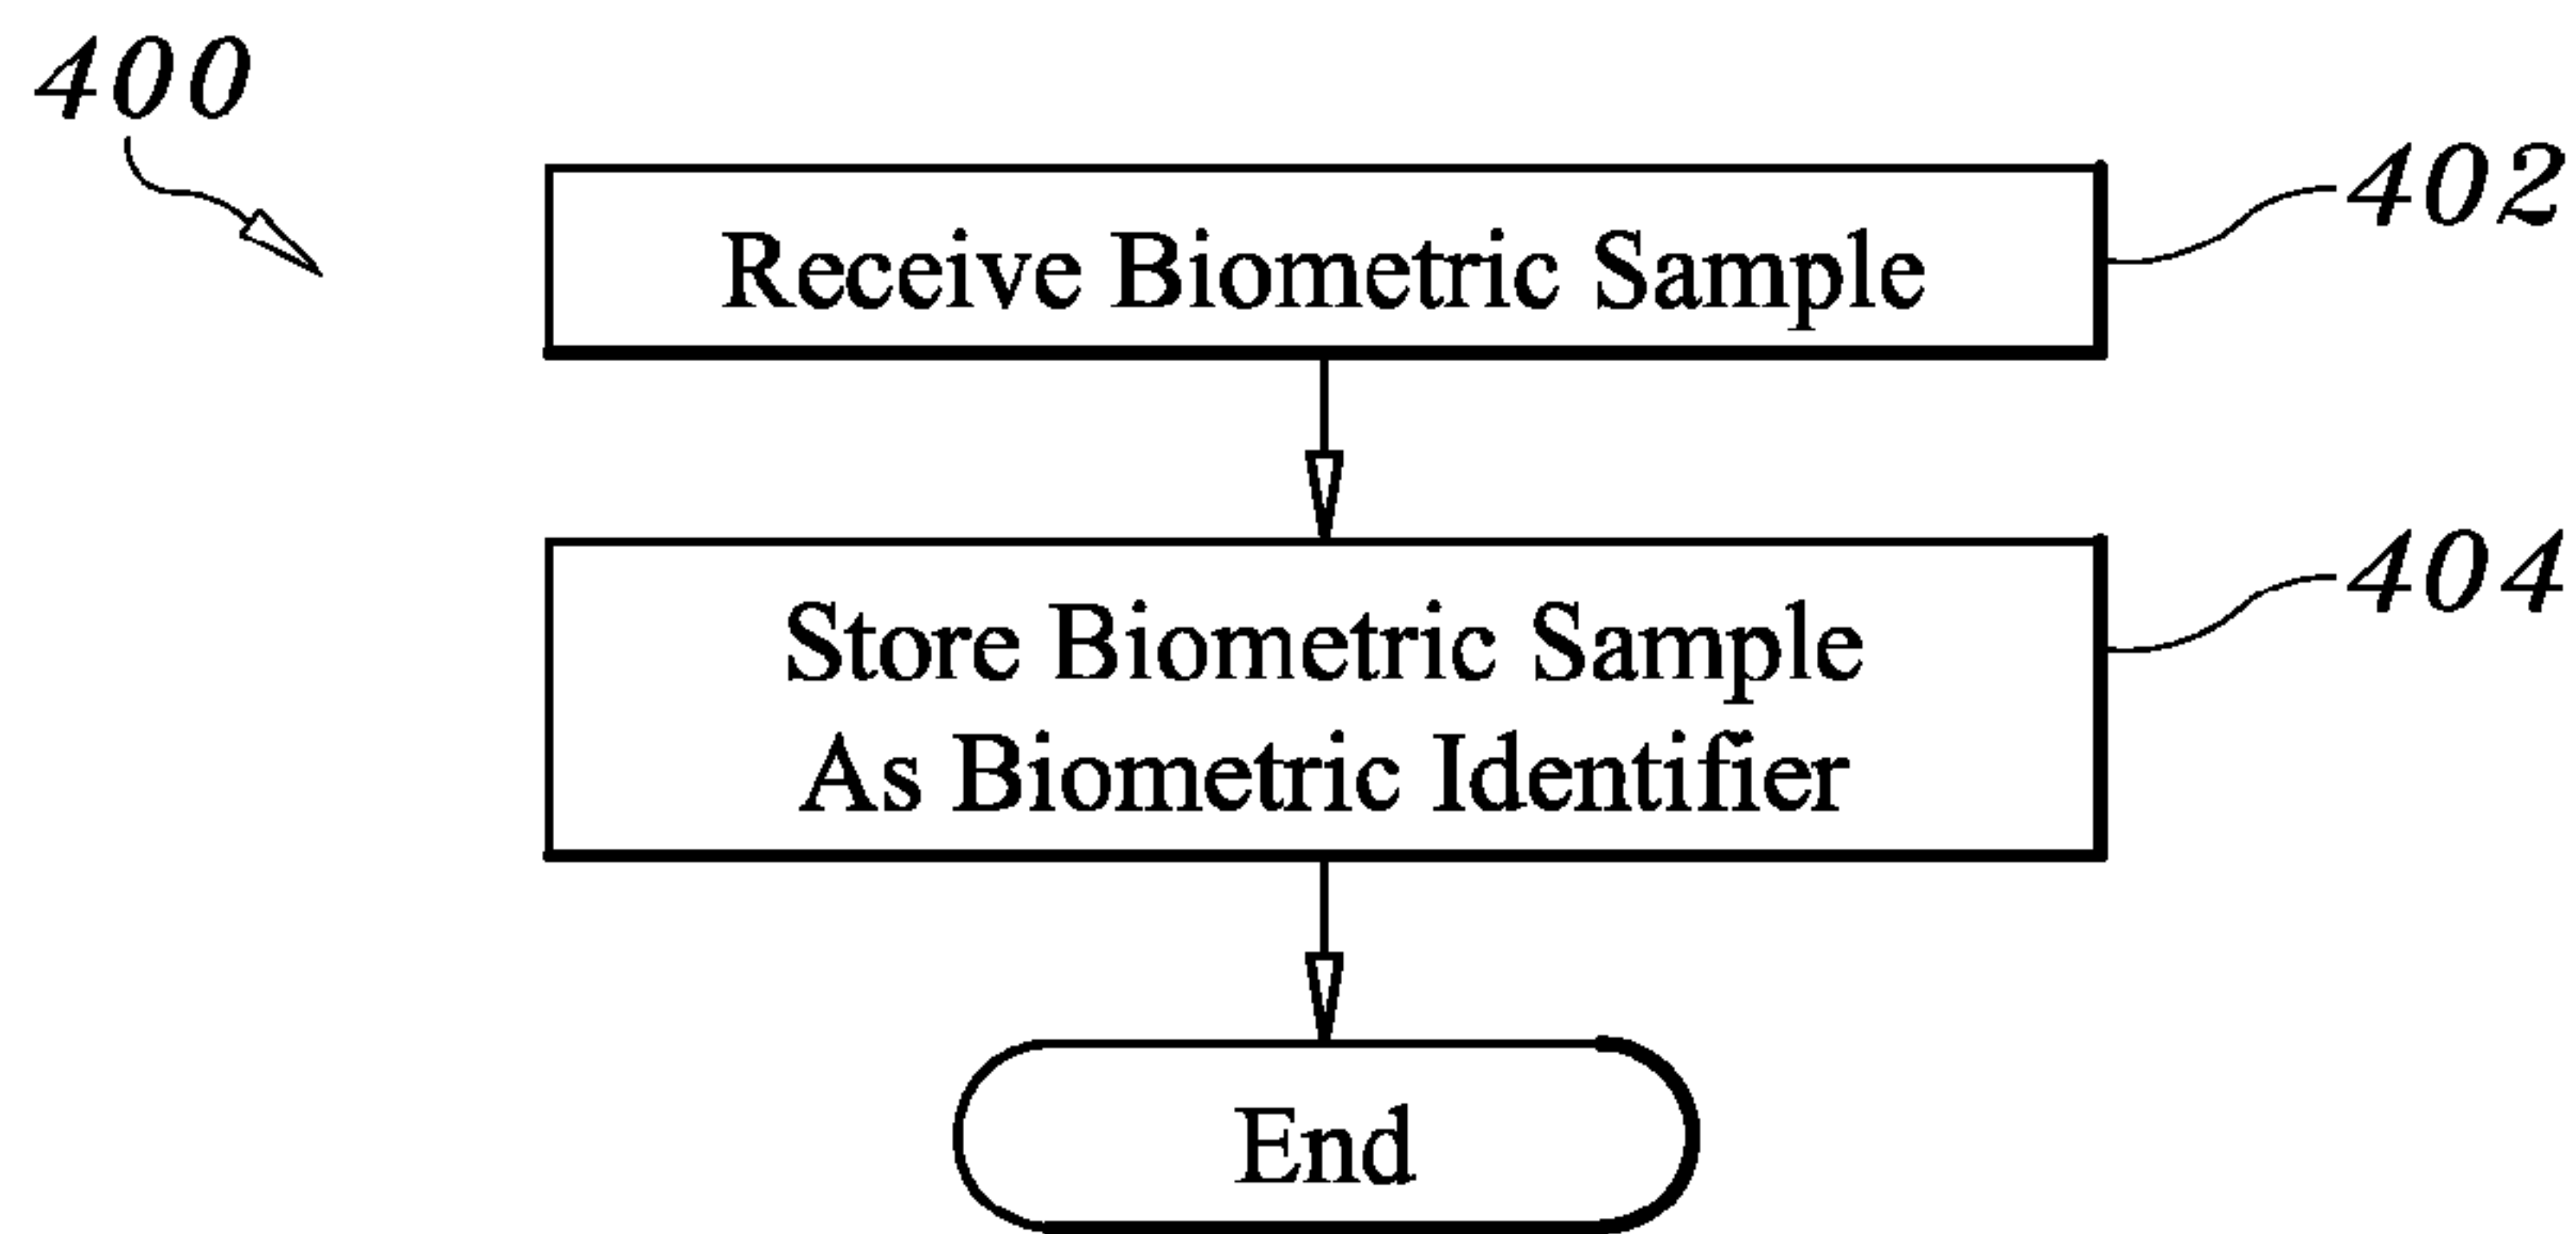 400
Receive Biometric Sample
402
Store Biometric Sample
As Biometric Identifier
404
End